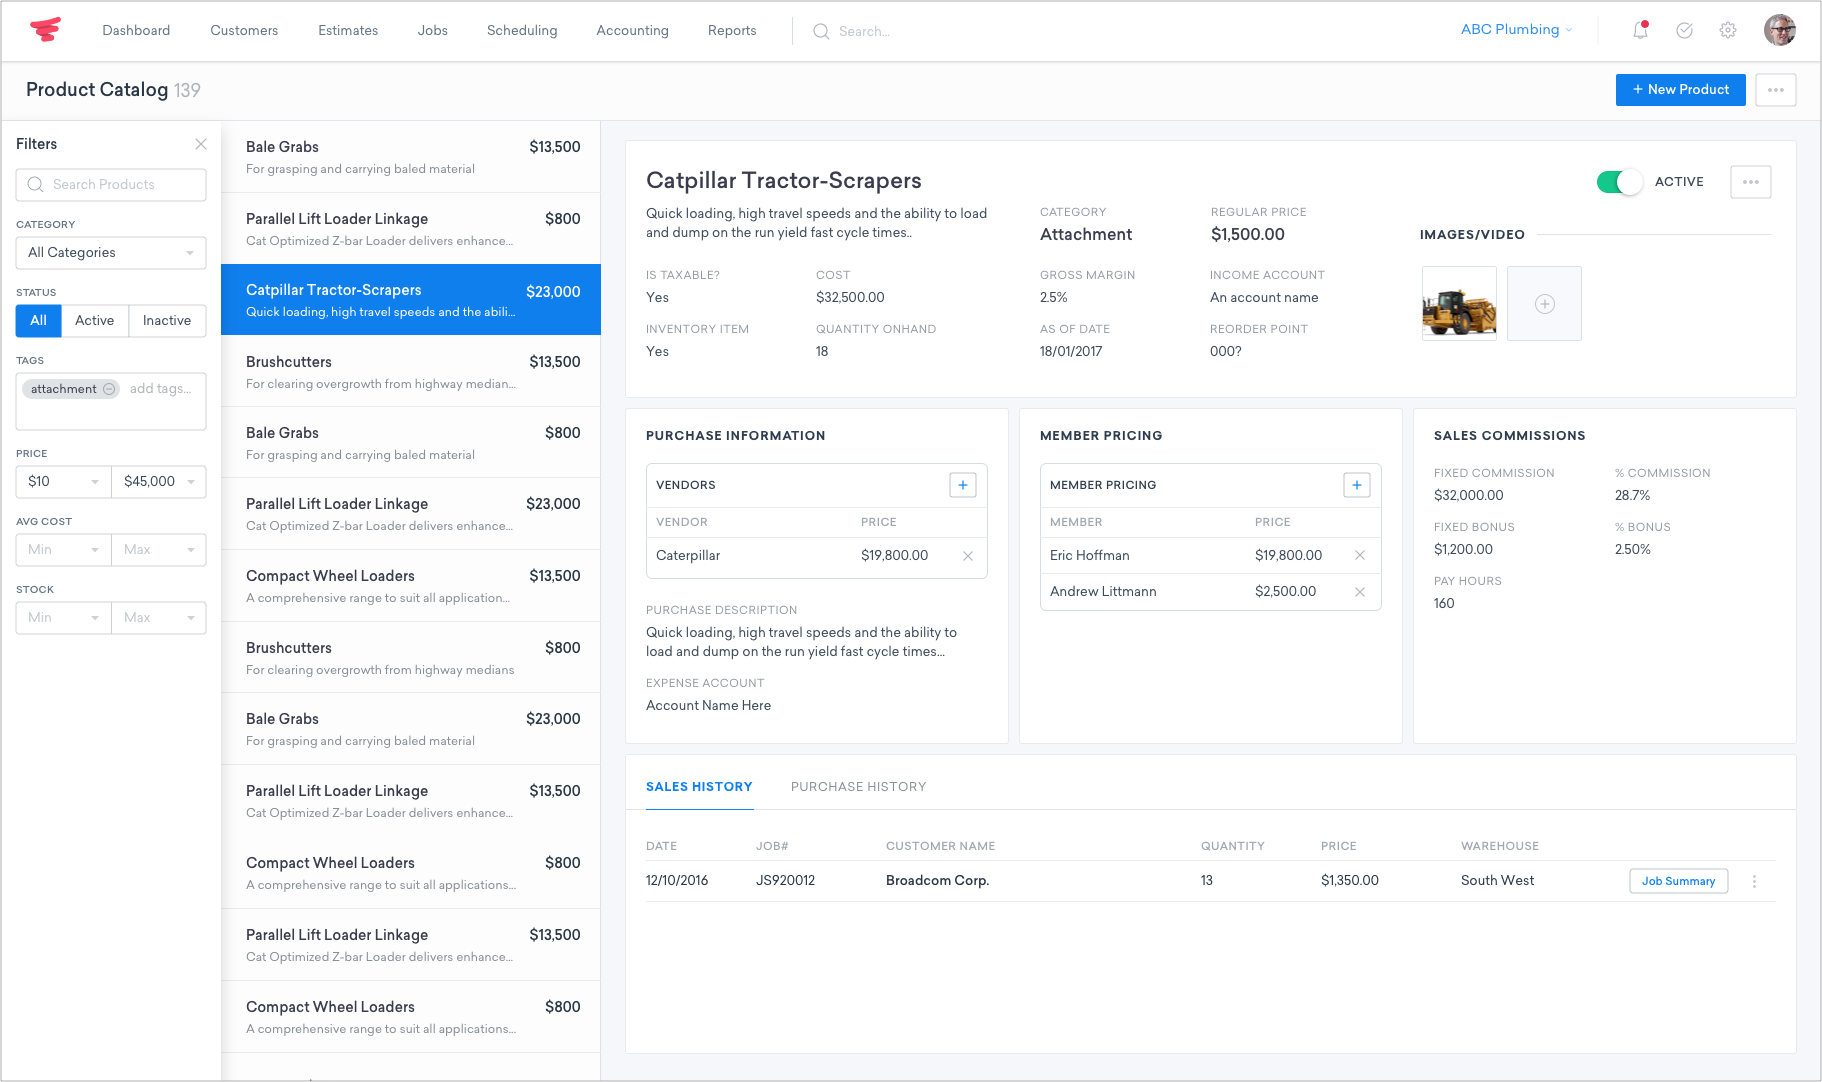 Dashboard Customers Estimates Jobs Scheduling Accounting Reports Search... ABC Plumbing
Product Catalog 139 + New Product
Filters
Search Products
CATEGORY
All Categories
STATUS
All Active Inactive
TAGS
attachment add tags...
PRICE
$10 $45,000
AVG COST
Min Max
STOCK
Min Max
Bale Grabs $13,500
For grasping and carrying baled material
Parallel Lift Loader Linkage $800
Cat Optimized Z-bar Loader delivers enhance...
Catpillar Tractor-Scrapers $23,000
Quick loading, high travel speeds and the abili...
Brushcutters $13,500
For clearing overgrowth from highway median...
Bale Grabs $800
For grasping and carrying baled material
Parallel Lift Loader Linkage $23,000
Cat Optimized Z-bar Loader delivers enhance...
Compact Wheel Loaders $13,500
A comprehensive range to suit all application...
Brushcutters $800
For clearing overgrowth from highway medians
Bale Grabs $23,000
For grasping and carrying baled material
Parallel Lift Loader Linkage $13,500
Cat Optimized Z-bar Loader delivers enhance...
Compact Wheel Loaders $800
A comprehensive range to suit all applications...
Parallel Lift Loader Linkage $13,500
Cat Optimized Z-bar Loader delivers enhance...
Compact Wheel Loaders $800
A comprehensive range to suit all applications...
Catpillar Tractor-Scrapers ACTIVE
Quick loading, high travel speeds and the ability to load
and dump on the run yield fast cycle times..
CATEGORY REGULAR PRICE
Attachment $1,500.00
IMAGES/VIDEO
IS TAXABLE? COST GROSS MARGIN INCOME ACCOUNT
Yes $32,500.00 2.5% An account name
INVENTORY ITEM QUANTITY ONHAND AS OF DATE REORDER POINT
Yes 18 18/01/2017 000?
PURCHASE INFORMATION
VENDORS +
VENDOR PRICE
Caterpillar $19,800.00
PURCHASE DESCRIPTION
Quick loading, high travel speeds and the ability to
load and dump on the run yield fast cycle times...
EXPENSE ACCOUNT
Account Name Here
MEMBER PRICING
MEMBER PRICING +
MEMBER PRICE
Eric Hoffman $19,800.00
Andrew Littmann $2,500.00
SALES COMMISSIONS
FIXED COMMISSION % COMMISSION
$32,000.00 28.7%
FIXED BONUS % BONUS
$1,200.00 2.50%
PAY HOURS
160
SALES HISTORY PURCHASE HISTORY
DATE JOB# CUSTOMER NAME QUANTITY PRICE WAREHOUSE
12/10/2016 JS920012 Broadcom Corp. 13 $1,350.00 South West Job Summary